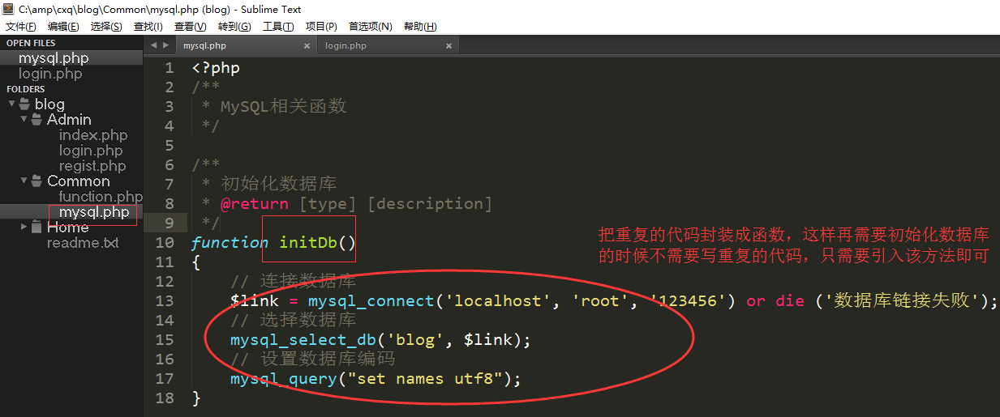 C:\amp\cxq\blog\Common\mysql.php (blog) - Sublime Text
文件(F) 编辑(E) 选择(S) 查找(I) 查看(V) 转到(G) 工具(T) 项目(P) 首选项(N) 帮助(H)
OPEN FILES
mysql.php
login.php
FOLDERS
blog
Admin
index.php
login.php
regist.php
Common
function.php
mysql.php
Home
readme.txt
mysql.php × login.php ×
1 <?php
2 /**
3  * MySQL相关函数
4  */
5
6 /**
7  * 初始化数据库
8  * @return [type] [description]
9  */
10 function initDb()
11 {
12     // 连接数据库
13     $link = mysql_connect('localhost', 'root', '123456') or die ('数据库链接失败');
14     // 选择数据库
15     mysql_select_db('blog', $link);
16     // 设置数据库编码
17     mysql_query("set names utf8");
18 }
把重复的代码封装成函数，这样再需要初始化数据库
的时候不需要写重复的代码，只需要引入该方法即可